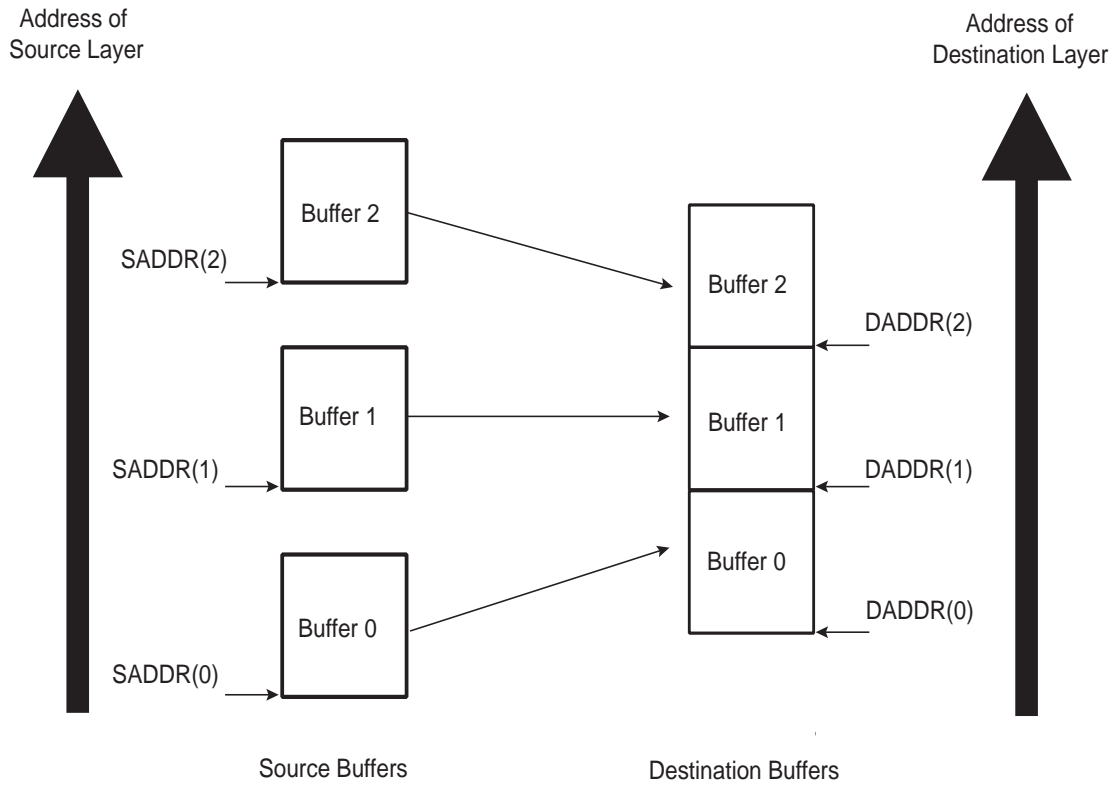 Address of
Source Layer
Address of
Destination Layer
Buffer 2
SADDR(2)
Buffer 2
DADDR(2)
Buffer 1
Buffer 1
SADDR(1)
DADDR(1)
Buffer 0
Buffer 0
DADDR(0)
SADDR(0)
Source Buffers
Destination Buffers